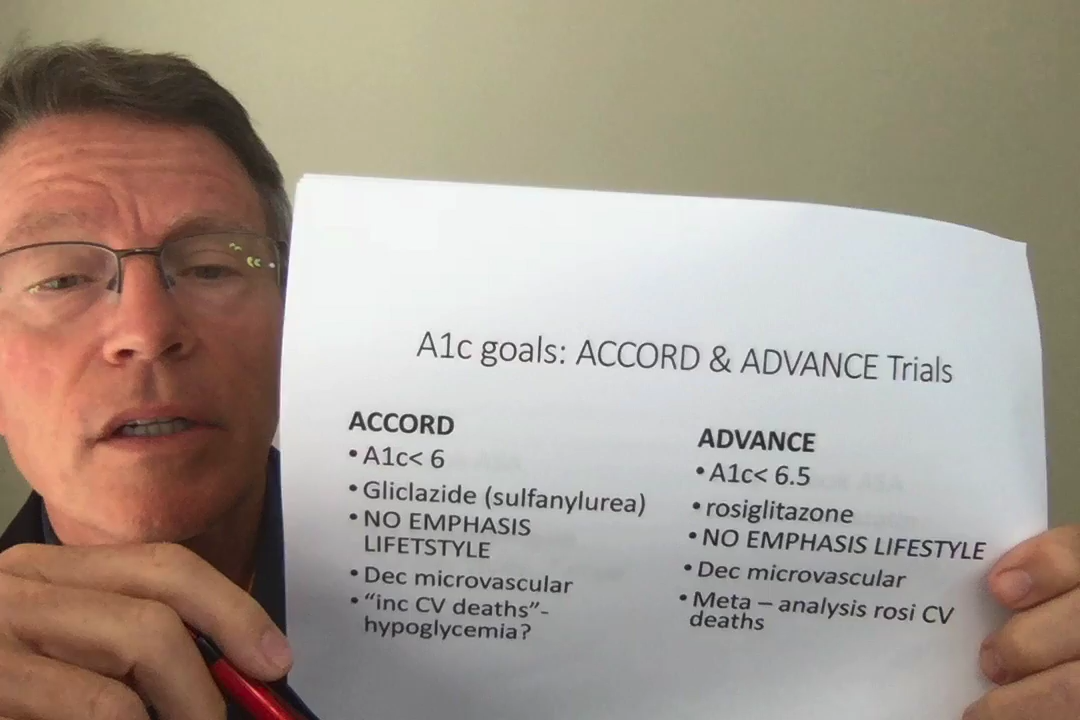 A1c goals: ACCORD & ADVANCE Trials
ACCORD
• A1c< 6
• Gliclazide (sulfanylurea)
• NO EMPHASIS
LIFETSTYLE
• Dec microvascular
• “inc CV deaths”-
hypoglycemia?
ADVANCE
• A1c< 6.5
• rosiglitazone
• NO EMPHASIS LIFESTYLE
• Dec microvascular
• Meta – analysis rosi CV
deaths